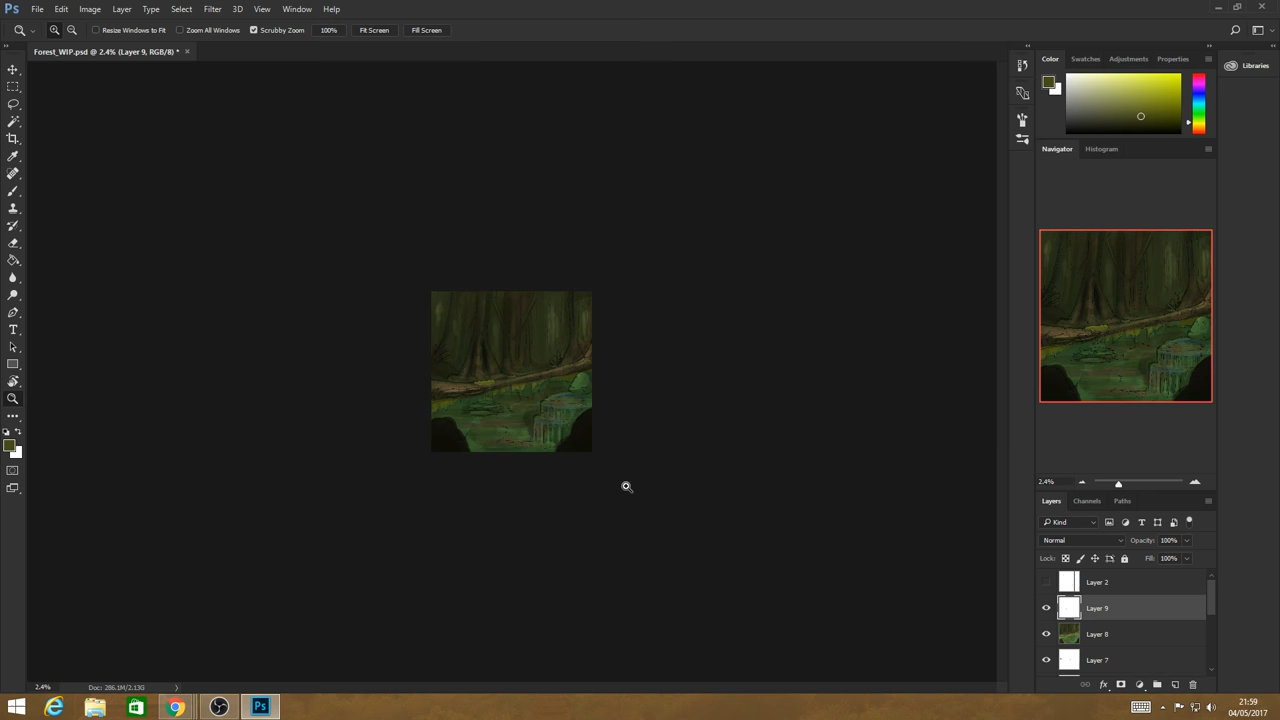 Ps File Edit Image Layer Type Select Filter 3D View Window Help
Resize Windows to Fit Zoom All Windows Scrubby Zoom 100% Fit Screen Fill Screen
Forest_WIP.psd @ 2.4% (Layer 9, RGB/8) * ×
Color Swatches Adjustments Properties
Libraries
Navigator Histogram
2.4%
Layers Channels Paths
Kind
Normal Opacity: 100%
Lock: Fill: 100%
Layer 2
Layer 9
Layer 8
Layer 7
2.4% Doc: 286.1M/2.13G
Ps
21:59
04/05/2017